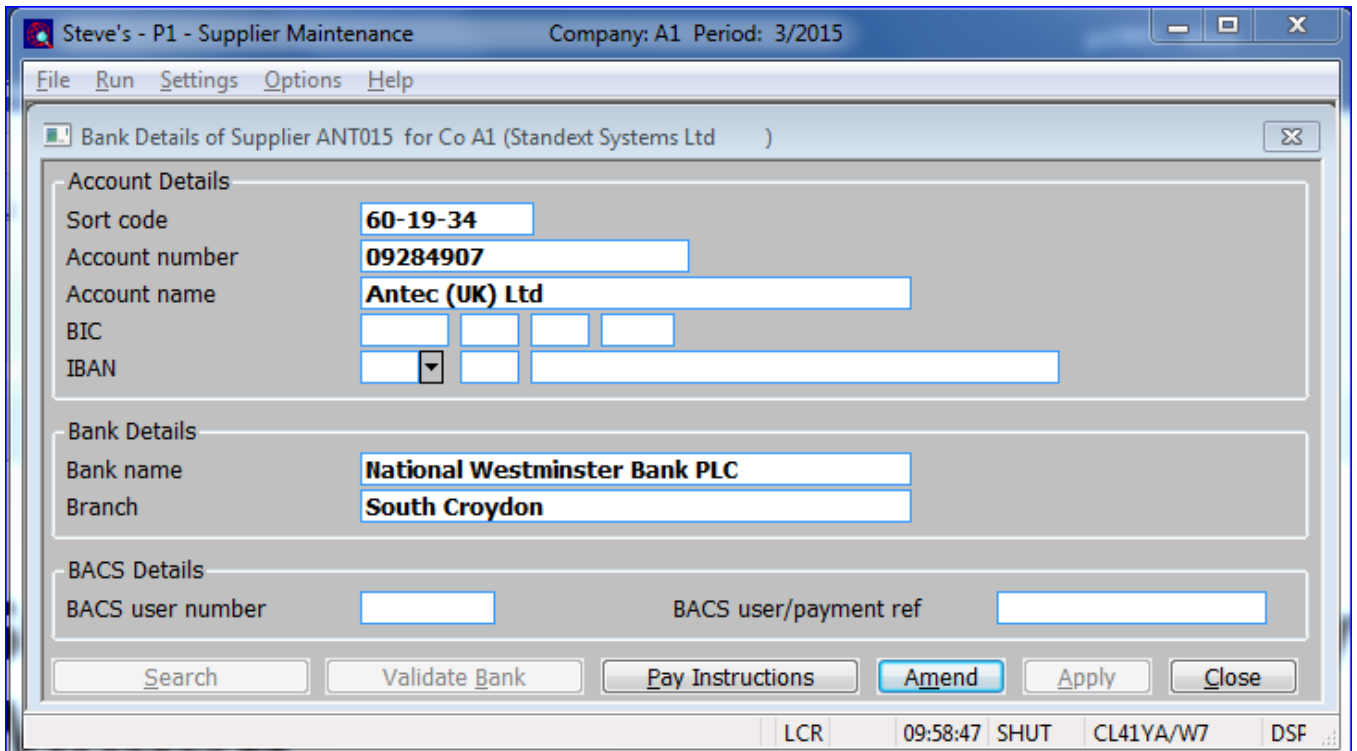 Steve's - P1 - Supplier Maintenance Company: A1 Period: 3/2015
File Run Settings Options Help
Bank Details of Supplier ANT015 for Co A1 (Standext Systems Ltd )
Account Details
Sort code 60-19-34
Account number 09284907
Account name Antec (UK) Ltd
BIC
IBAN
Bank Details
Bank name National Westminster Bank PLC
Branch South Croydon
BACS Details
BACS user number BACS user/payment ref
Search Validate Bank Pay Instructions Amend Apply Close
LCR 09:58:47 SHUT CL41YA/W7 DSP